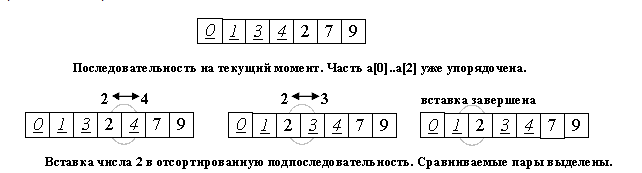 0 1 3 4 2 7 9
Последовательность на текущий момент. Часть a[0]..a[2] уже упорядочена.
2 ↔ 4 2 ↔ 3 вставка завершена
0 1 3 2 4 7 9 0 1 2 3 4 7 9 0 1 2 3 4 7 9
Вставка числа 2 в отсортированную подпоследовательность. Сравниваемые пары выделены.